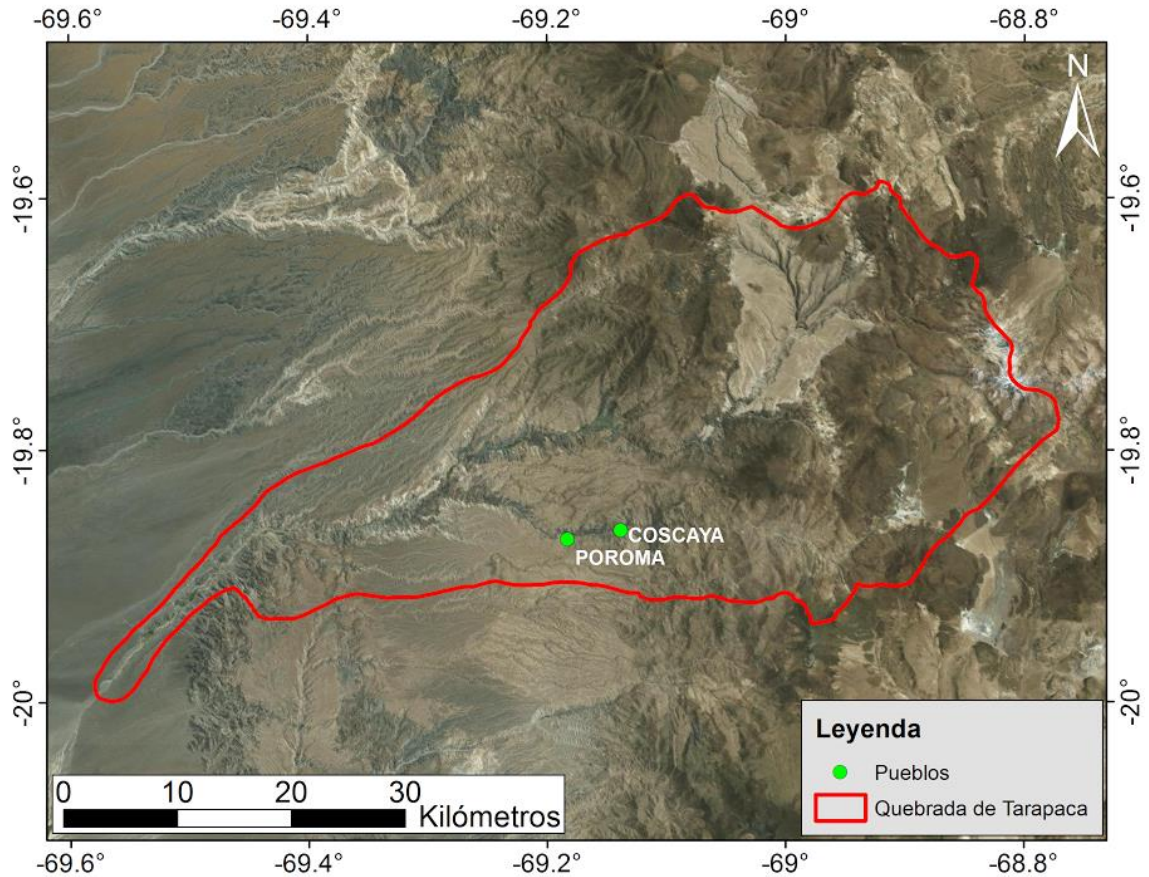 -69.6° -69.4° -69.2° -69° -68.8°
N
-19.6° -19.6°
-19.8° -19.8°
COSCAYA
POROMA
-20° -20°
Leyenda
Pueblos
Quebrada de Tarapaca
0 10 20 30
Kilómetros
-69.6° -69.4° -69.2° -69° -68.8°